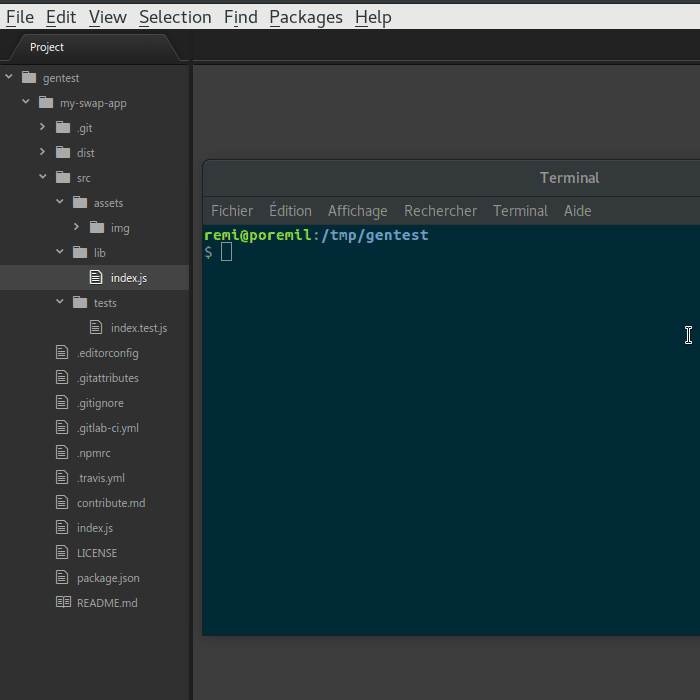 File Edit View Selection Find Packages Help
Project
gentest
my-swap-app
.git
dist
src
assets
img
lib
index.js
tests
index.test.js
.editorconfig
.gitattributes
.gitignore
.gitlab-ci.yml
.npmrc
.travis.yml
contribute.md
index.js
LICENSE
package.json
README.md
Terminal
Fichier Édition Affichage Rechercher Terminal Aide
remi@poremil:/tmp/gentest
$